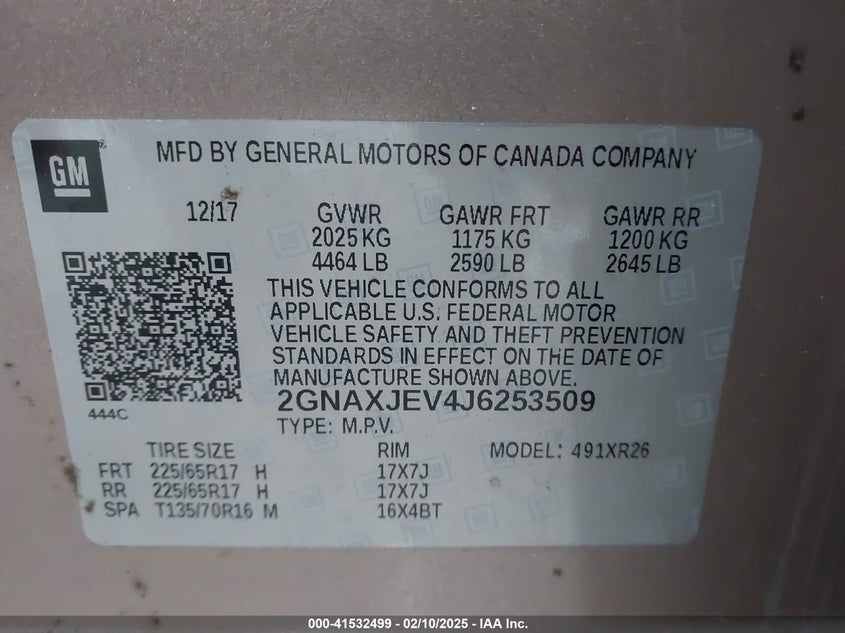 GM
MFD BY GENERAL MOTORS OF CANADA COMPANY
12/17 GVWR GAWR FRT GAWR RR
2025 KG 1175 KG 1200 KG
4464 LB 2590 LB 2645 LB
THIS VEHICLE CONFORMS TO ALL
APPLICABLE U.S. FEDERAL MOTOR
VEHICLE SAFETY AND THEFT PREVENTION
STANDARDS IN EFFECT ON THE DATE OF
MANUFACTURE SHOWN ABOVE.
444C
2GNAXJEV4J6253509
TYPE: M.P.V.
TIRE SIZE RIM MODEL: 491XR26
FRT 225/65R17 H 17X7J
RR 225/65R17 H 17X7J
SPA T135/70R16 M 16X4BT
000-41532499 — 02/10/2025 — IAA Inc.